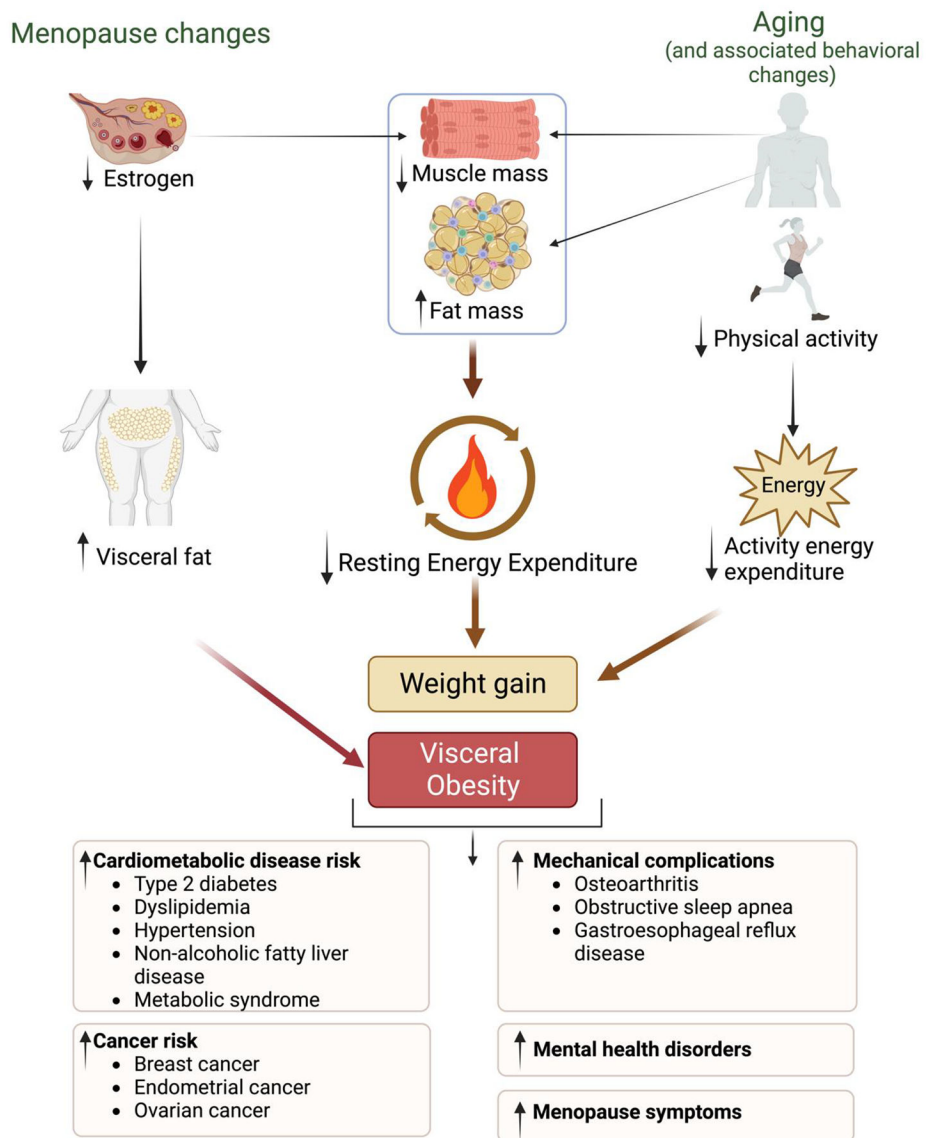 Menopause changes
Aging
(and associated behavioral
changes)
Estrogen
Muscle mass
Fat mass
Physical activity
Visceral fat
Resting Energy Expenditure
Energy
Activity energy
expenditure
Weight gain
Visceral
Obesity
Cardiometabolic disease risk
• Type 2 diabetes
• Dyslipidemia
• Hypertension
• Non-alcoholic fatty liver
disease
• Metabolic syndrome
Cancer risk
• Breast cancer
• Endometrial cancer
• Ovarian cancer
Mechanical complications
• Osteoarthritis
• Obstructive sleep apnea
• Gastroesophageal reflux
disease
Mental health disorders
Menopause symptoms